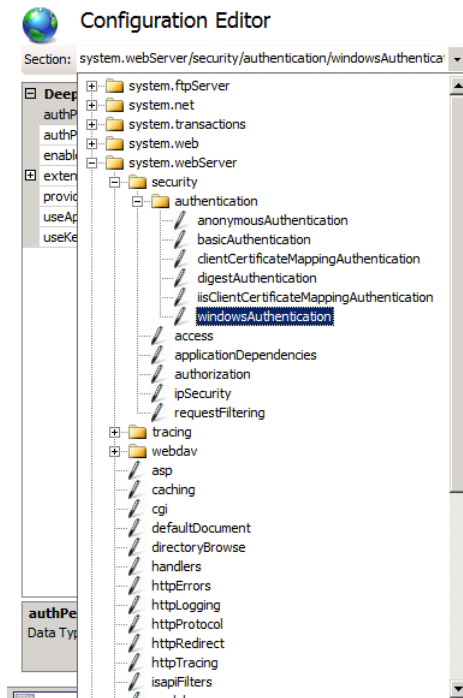 Configuration Editor
Section: system.webServer/security/authentication/windowsAuthenticat
system.ftpServer
Deep
system.net
authP
system.transactions
authP
system.web
enabl
system.webServer
exten
security
provid
authentication
useAp
anonymousAuthentication
useKe
basicAuthentication
clientCertificateMappingAuthentication
digestAuthentication
iisClientCertificateMappingAuthentication
windowsAuthentication
access
applicationDependencies
authorization
ipSecurity
requestFiltering
tracing
webdav
asp
caching
cgi
defaultDocument
directoryBrowse
handlers
httpErrors
httpLogging
authPe
httpProtocol
Data Typ
httpRedirect
httpTracing
isapiFilters